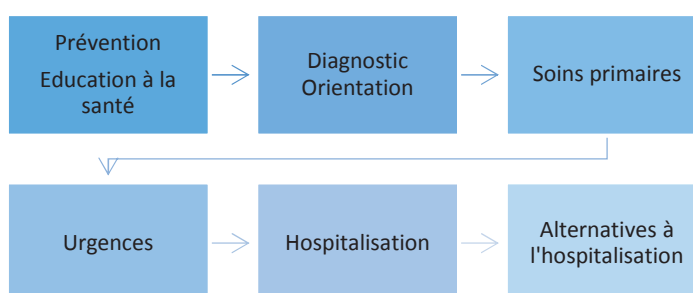 Prévention
Education à la
santé
Diagnostic
Orientation
Soins primaires
Urgences
Hospitalisation
Alternatives à
l'hospitalisation